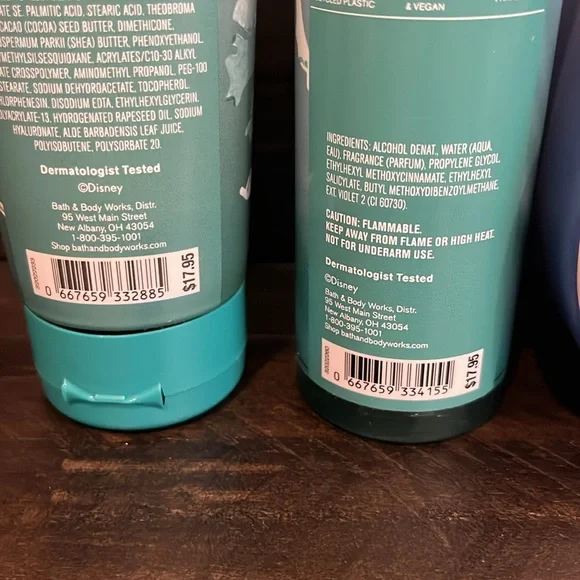 TE SE. PALMITIC ACID, STEARIC ACID, THEOBROMA
CACAO (COCOA) SEED BUTTER, DIMETHICONE,
PARKII (SHEA) BUTTER, PHENOXYETHANOL
ACRYLATES/C10-30 ALKYL
CROSSPOLYMER, AMINOMETHYL PROPANOL, PEG-100
STEARATE, SODIUM DEHYDROACETATE, TOCOPHEROL
DISODIUM EDTA, ETHYLHEXYLGLYCERIN,
HYDROGENATED RAPESEED OIL, SODIUM
HYALURONATE, ALOE BARBADENSIS LEAF JUICE,
POLYISOBUTENE, POLYSORBATE 20.
Dermatologist Tested
©Disney
Bath & Body Works, Distr.
95 West Main Street
New Albany, OH 43054
1-800-395-1001
Shop bathandbodyworks.com
$17.95
0 667659 332885
PLASTIC
& VEGAN
INGREDIENTS: ALCOHOL DENAT., WATER (AQUA,
EAU), FRAGRANCE (PARFUM), PROPYLENE GLYCOL,
ETHYLHEXYL METHOXYCINNAMATE, ETHYLHEXYL
SALICYLATE, BUTYL METHOXYDIBENZOYLMETHANE,
EXT. VIOLET 2 (CI 60730).
CAUTION: FLAMMABLE.
KEEP AWAY FROM FLAME OR HIGH HEAT.
NOT FOR UNDERARM USE.
Dermatologist Tested
©Disney
Bath & Body Works, Distr.
95 West Main Street
New Albany, OH 43054
1-800-395-1001
Shop bathandbodyworks.com
$17.95
0 667659 334155